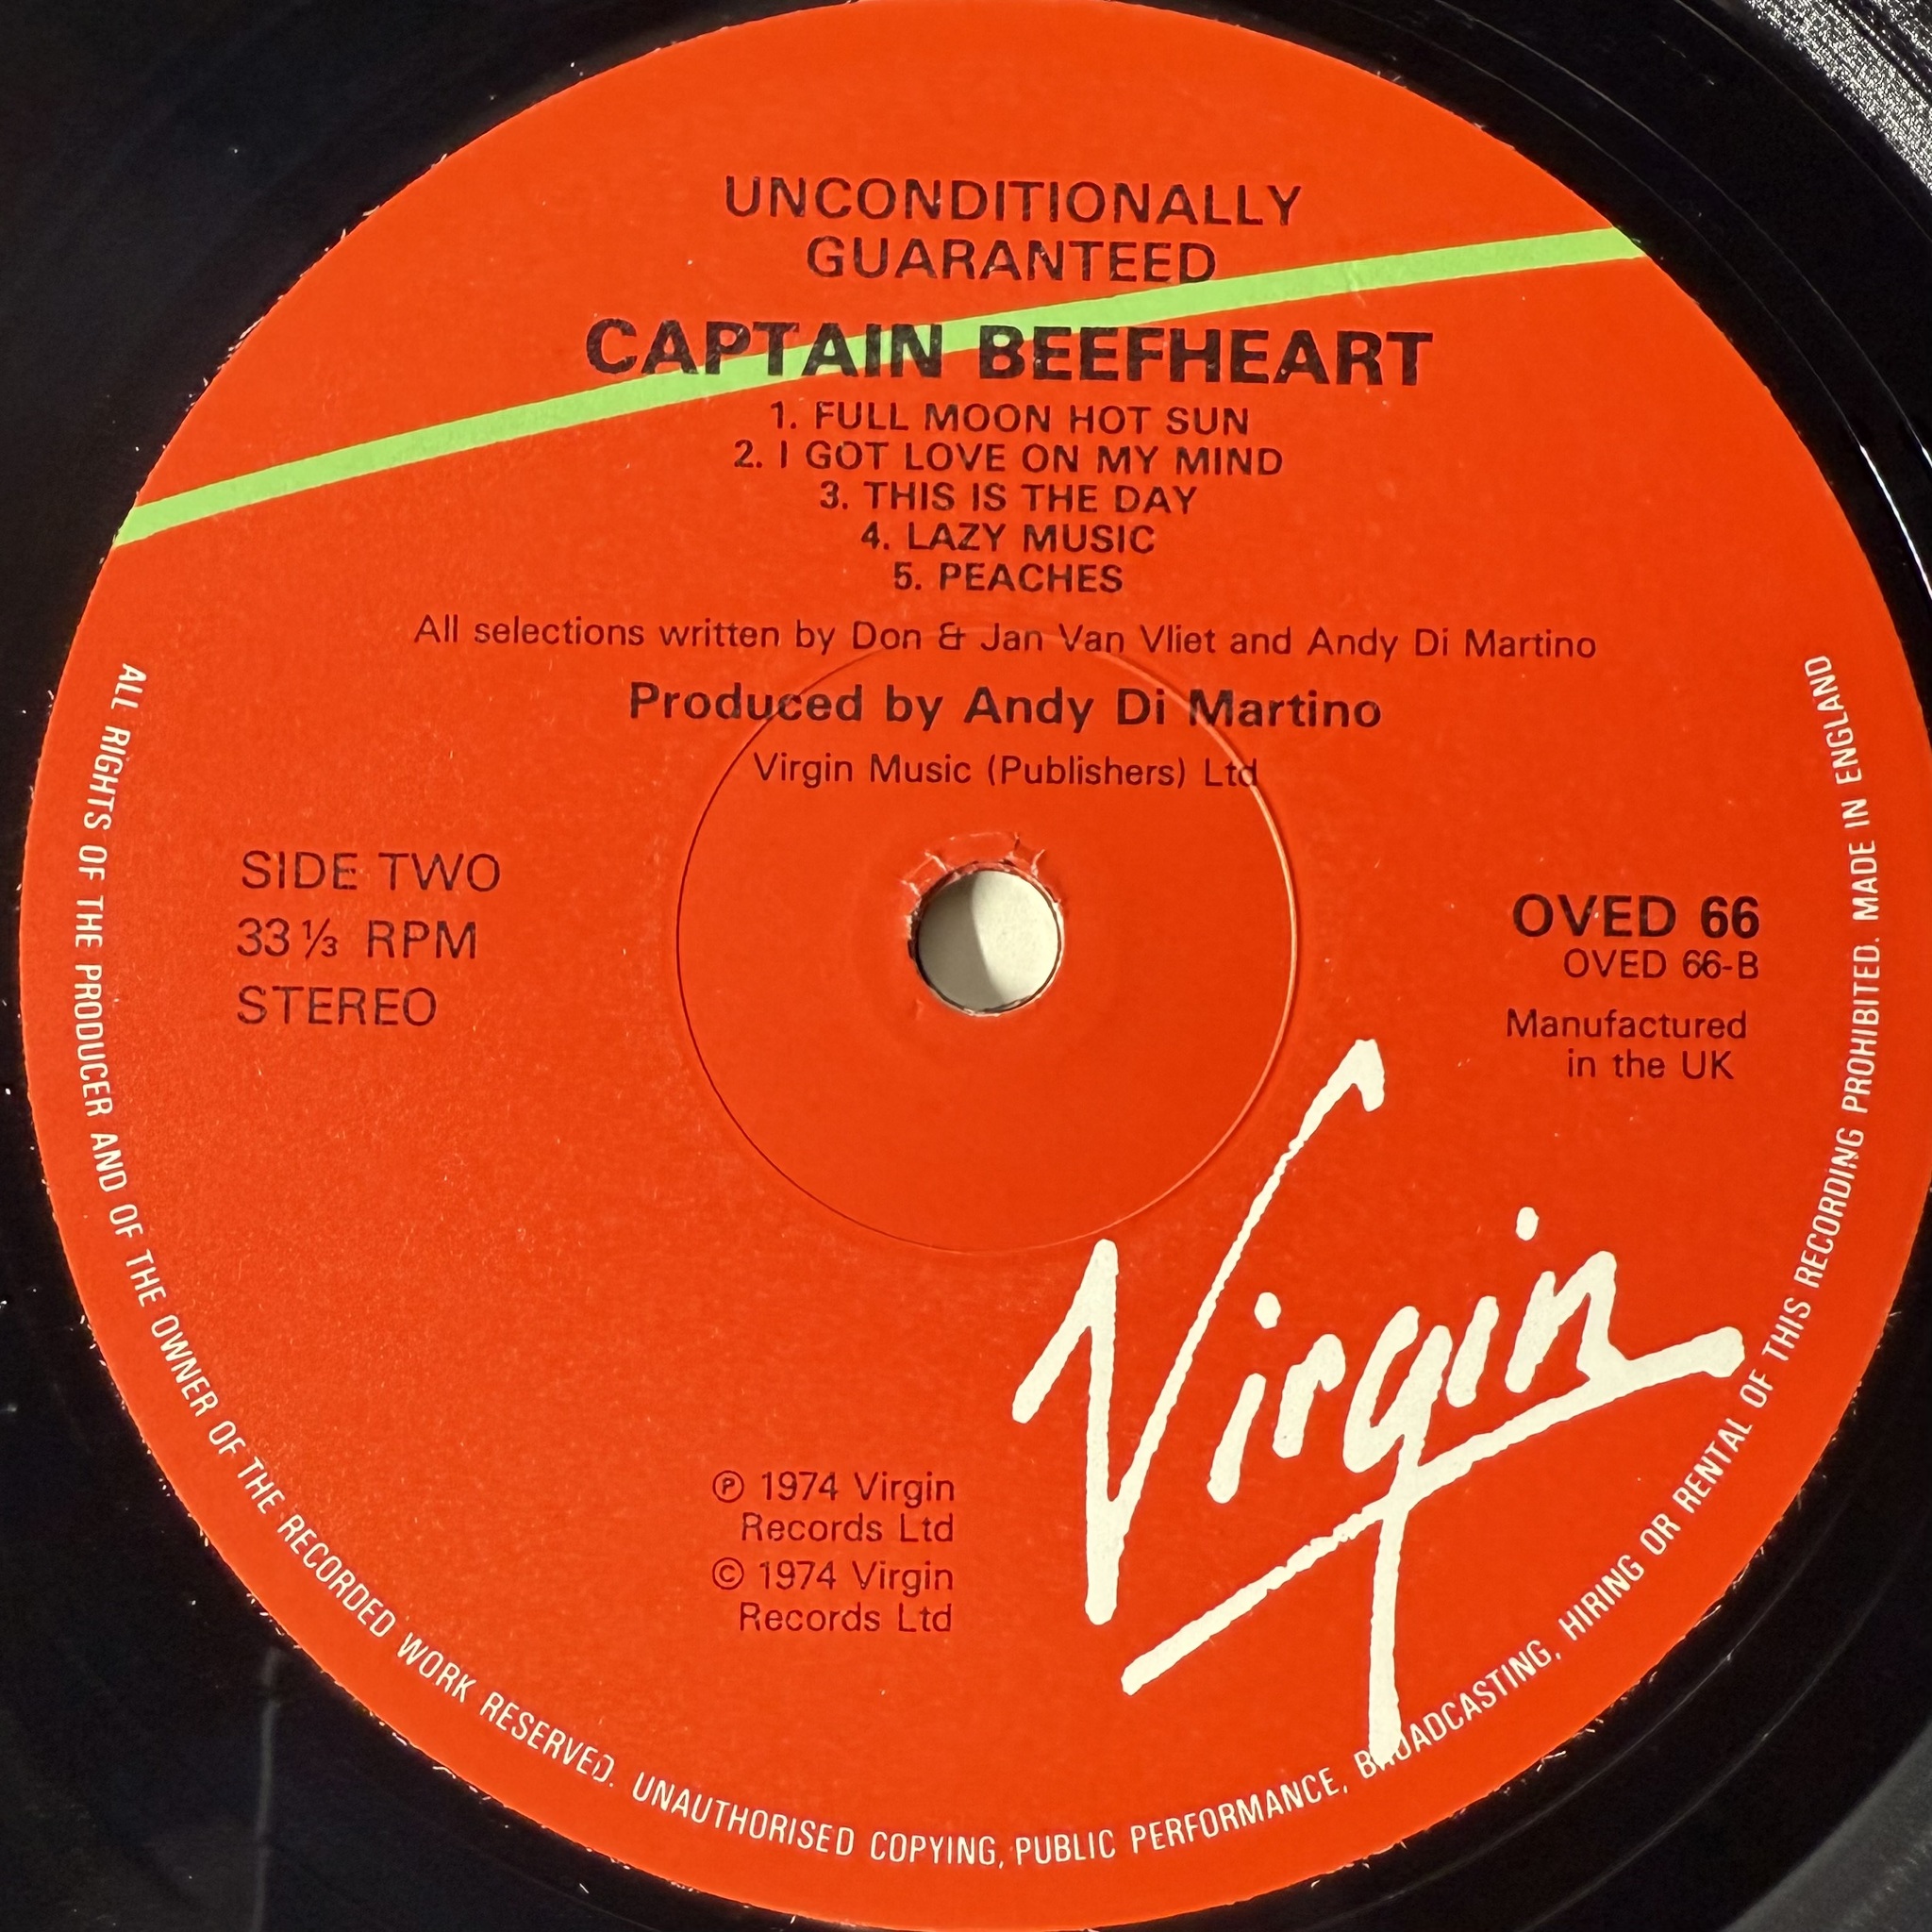 UNCONDITIONALLY
GUARANTEED
CAPTAIN BEEFHEART
1. FULL MOON HOT SUN
2. I GOT LOVE ON MY MIND
3. THIS IS THE DAY
4. LAZY MUSIC
5. PEACHES
All selections written by Don & Jan Van Vliet and Andy Di Martino
Produced by Andy Di Martino
Virgin Music (Publishers) Ltd
SIDE TWO
33⅓ RPM
STEREO
OVED 66
OVED 66-B
Manufactured
in the UK
Virgin
℗ 1974 Virgin
Records Ltd
© 1974 Virgin
Records Ltd
ALL RIGHTS OF THE PRODUCER AND OF THE OWNER OF THE RECORDED WORK RESERVED. UNAUTHORISED COPYING, PUBLIC PERFORMANCE, BROADCASTING, HIRING OR RENTAL OF THIS RECORDING PROHIBITED. MADE IN ENGLAND